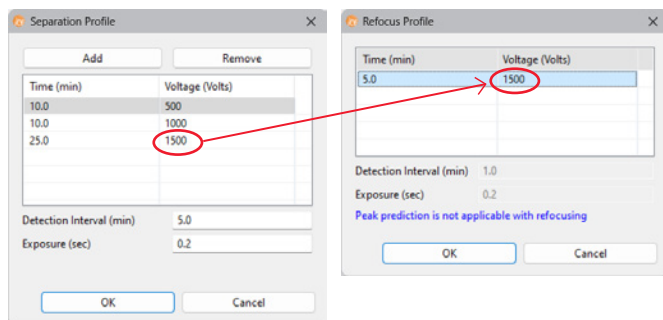 Separation Profile
Add Remove
Time (min) Voltage (Volts)
10.0 500
10.0 1000
25.0 1500
Detection Interval (min) 5.0
Exposure (sec) 0.2
OK Cancel
Refocus Profile
Time (min) Voltage (Volts)
5.0 1500
Detection Interval (min) 1.0
Exposure (sec) 0.2
Peak prediction is not applicable with refocusing
OK Cancel